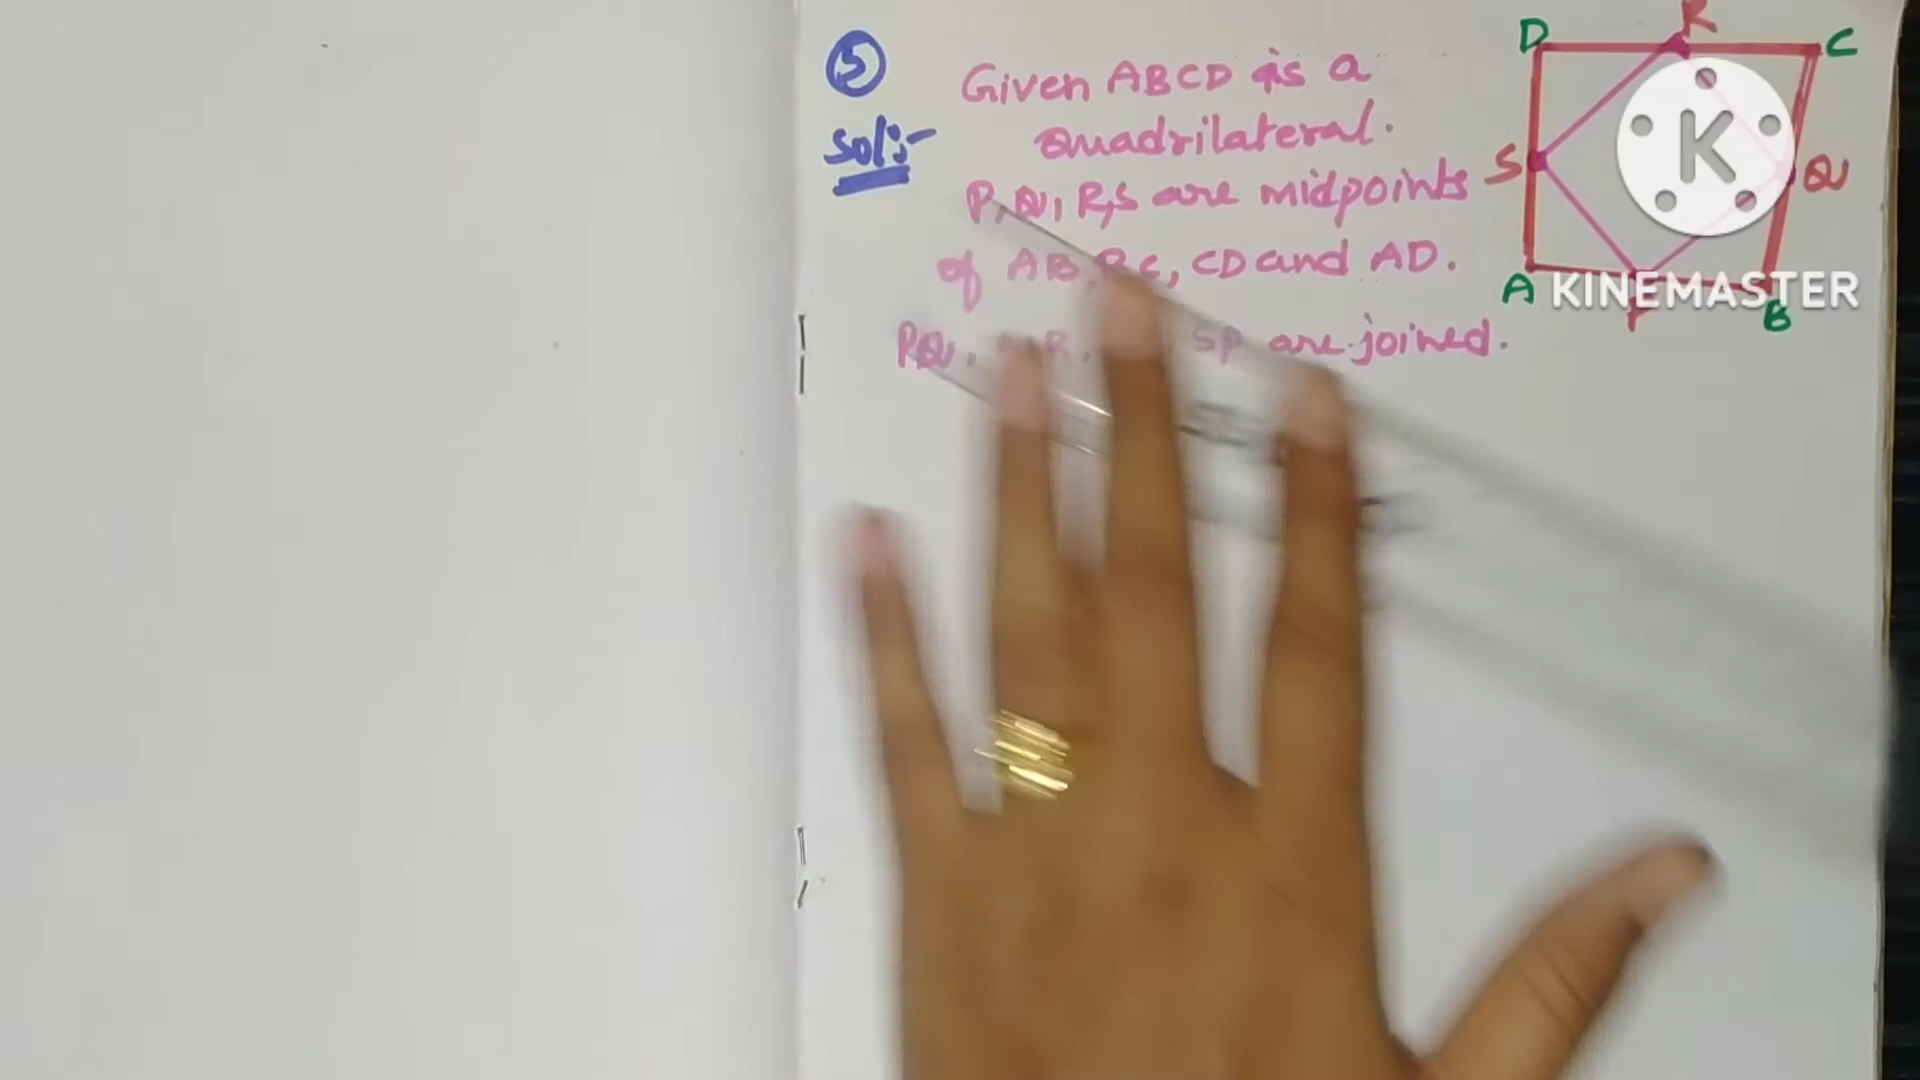 5
Sol:-
Given ABCD is a
Quadrilateral.
P, Q, R, S are midpoints
of AB, BC, CD and AD.
PQ, SP are joined.
D R C
K
S Q
A P B
KINEMASTER